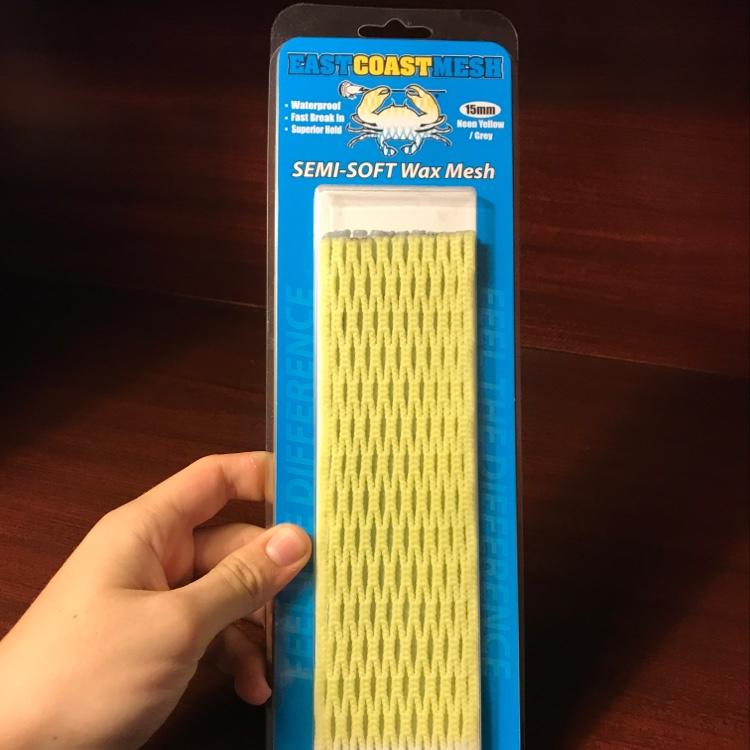 EASTCOASTMESH
• Waterproof
• Fast Break In
• Superior Hold
15mm
Neon Yellow
/ Grey
SEMI-SOFT Wax Mesh
FEEL THE DIFFERENCE
FEEL THE DIFFERENCE